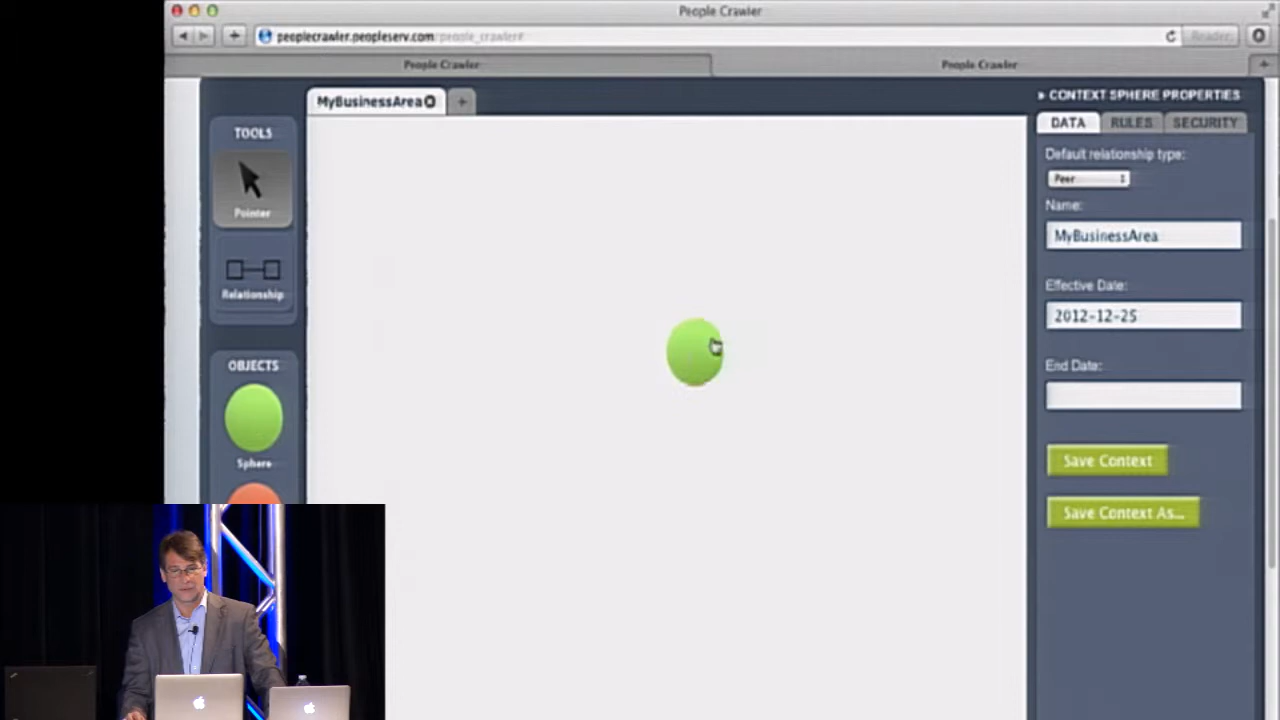 People Crawler
peoplecrawler.peopleserv.com/people_crawler#
Reader
People Crawler
People Crawler
MyBusinessArea
CONTEXT SPHERE PROPERTIES
TOOLS
DATA
RULES
SECURITY
Default relationship type:
Peer
Pointer
Name:
MyBusinessArea
Relationship
Effective Date:
2012-12-25
OBJECTS
End Date:
Sphere
Save Context
Save Context As...